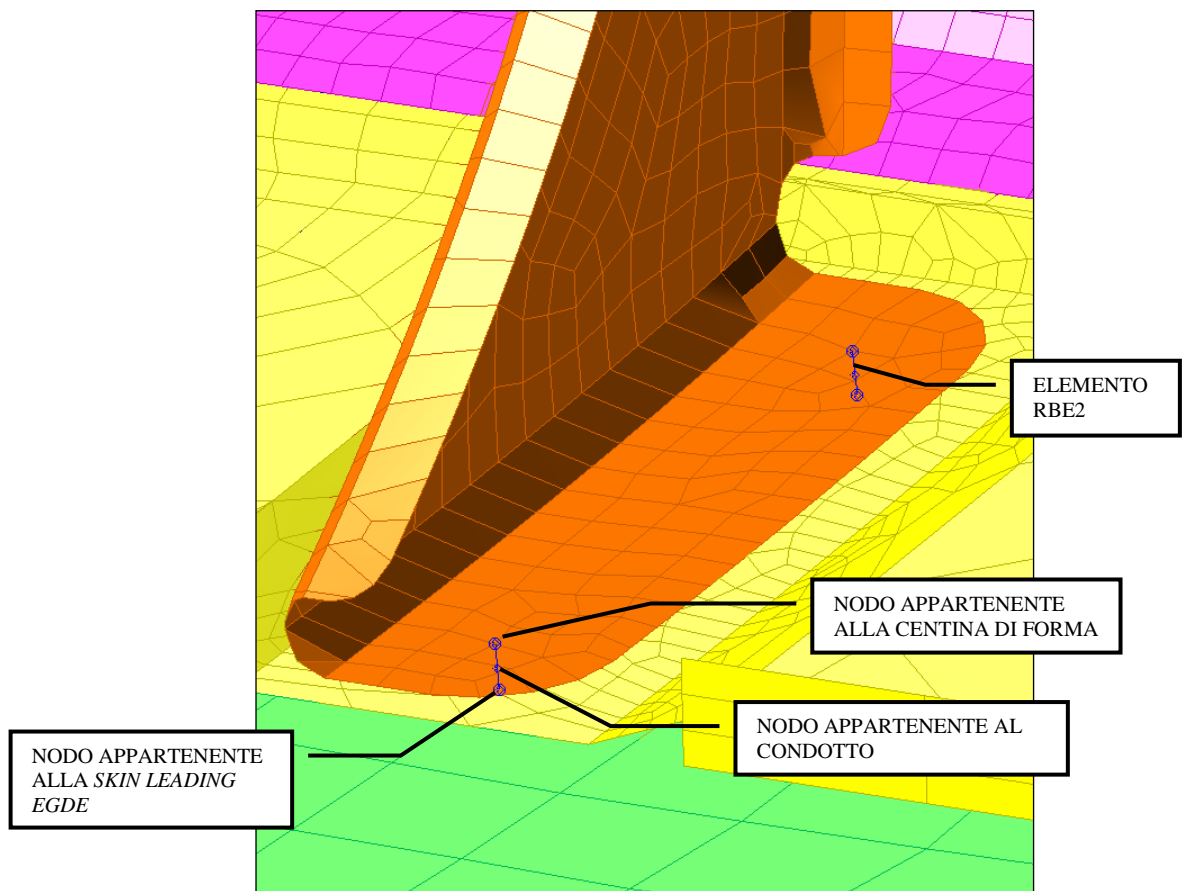 ELEMENTO
RBE2
NODO APPARTENENTE
ALLA CENTINA DI FORMA
NODO APPARTENENTE AL
CONDOTTO
NODO APPARTENENTE
ALLA SKIN LEADING
EGDE